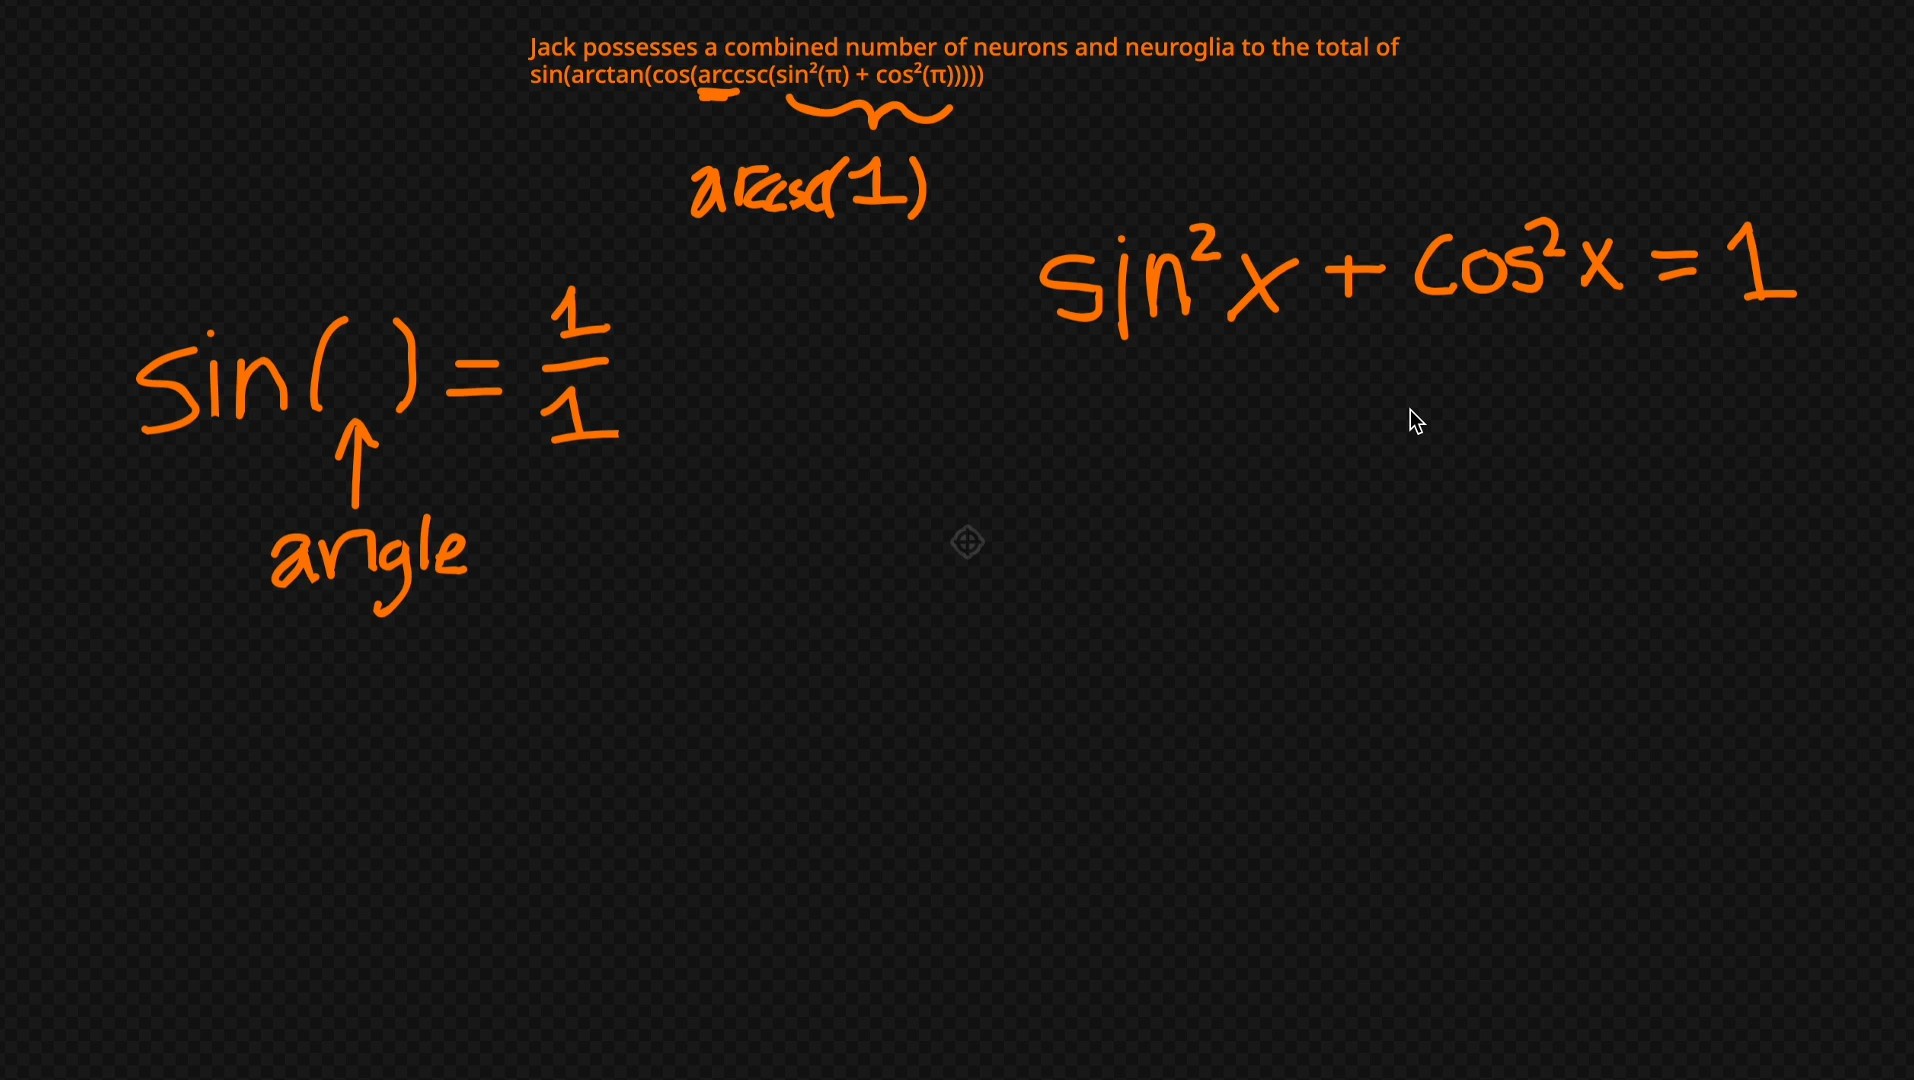 Jack possesses a combined number of neurons and neuroglia to the total of
sin(arctan(cos(arccsc(sin²(π) + cos²(π)))))
arccsc(1)
sin²x + cos²x = 1
sin( ) = 1/1
angle